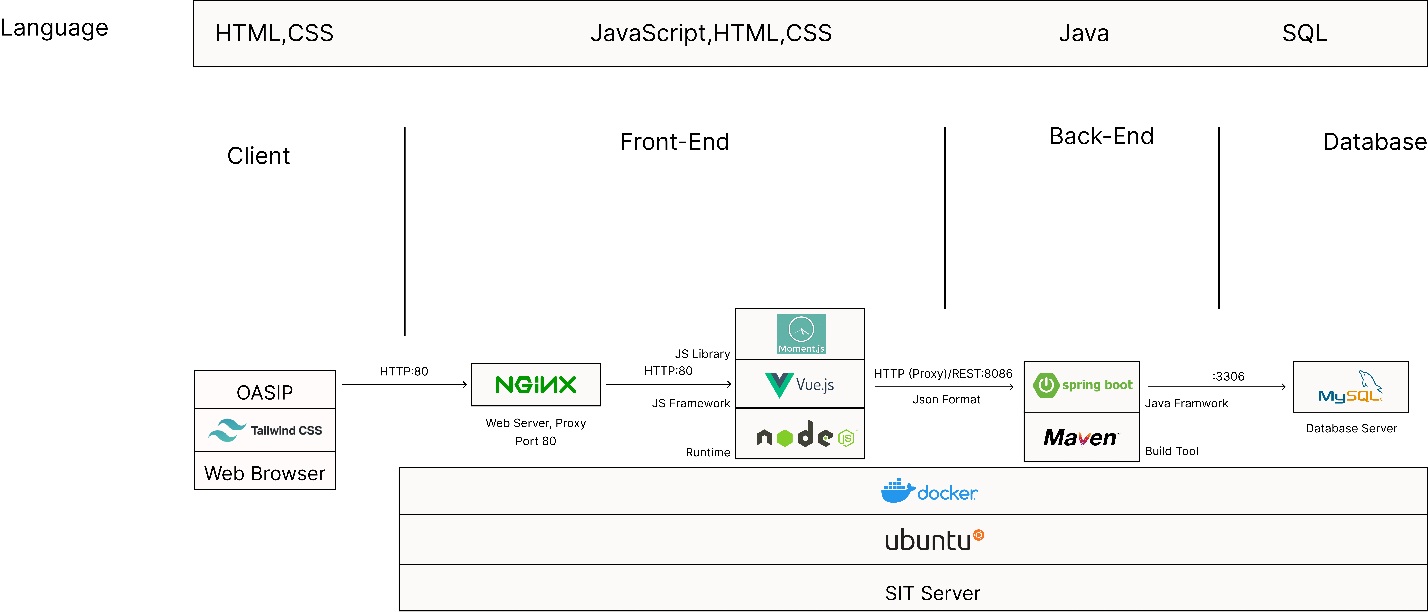 Language
HTML,CSS
JavaScript,HTML,CSS
Java
SQL
Client
Front-End
Back-End
Database
OASIP
Tailwind CSS
Web Browser
HTTP:80
NGINX
Web Server, Proxy
Port 80
JS Library
HTTP:80
JS Framework
Runtime
Moment.js
Vue.js
node
JS
HTTP (Proxy)/REST:8086
Json Format
spring boot
Maven
Java Framwork
Build Tool
:3306
MySQL
Database Server
docker
ubuntu
SIT Server